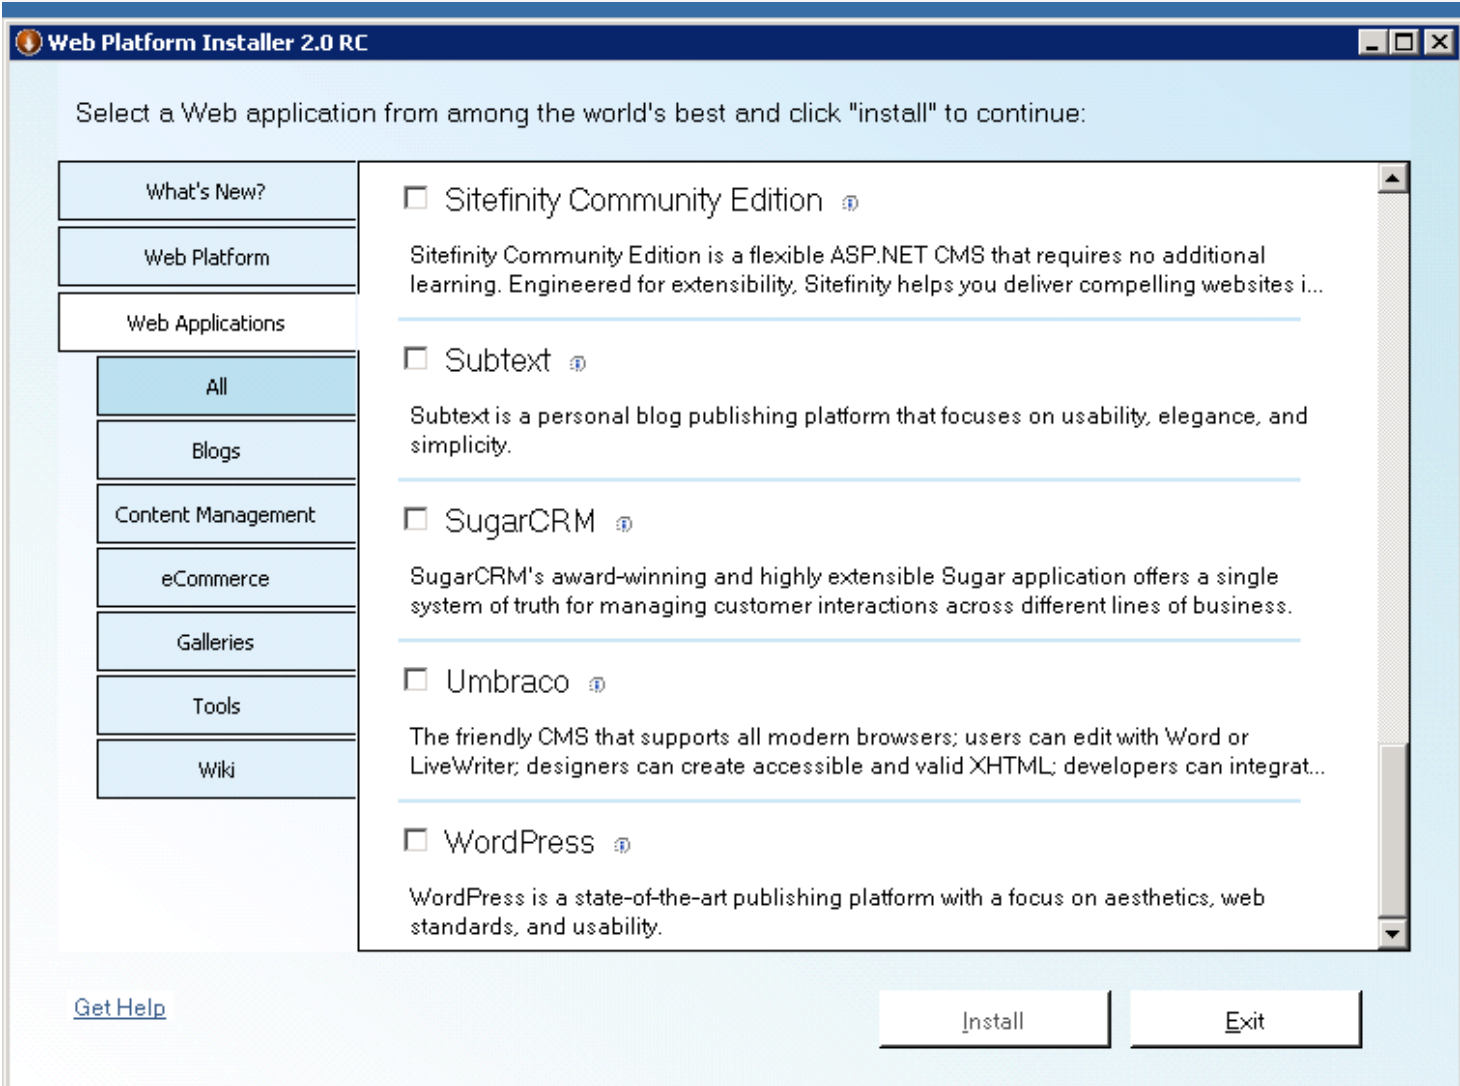 Web Platform Installer 2.0 RC
Select a Web application from among the world's best and click "install" to continue:
What's New?
Web Platform
Web Applications
All
Blogs
Content Management
eCommerce
Galleries
Tools
Wiki
Sitefinity Community Edition
Sitefinity Community Edition is a flexible ASP.NET CMS that requires no additional
learning. Engineered for extensibility, Sitefinity helps you deliver compelling websites i...
Subtext
Subtext is a personal blog publishing platform that focuses on usability, elegance, and
simplicity.
SugarCRM
SugarCRM's award-winning and highly extensible Sugar application offers a single
system of truth for managing customer interactions across different lines of business.
Umbraco
The friendly CMS that supports all modern browsers; users can edit with Word or
LiveWriter; designers can create accessible and valid XHTML; developers can integrat...
WordPress
WordPress is a state-of-the-art publishing platform with a focus on aesthetics, web
standards, and usability.
Get Help
Install
Exit